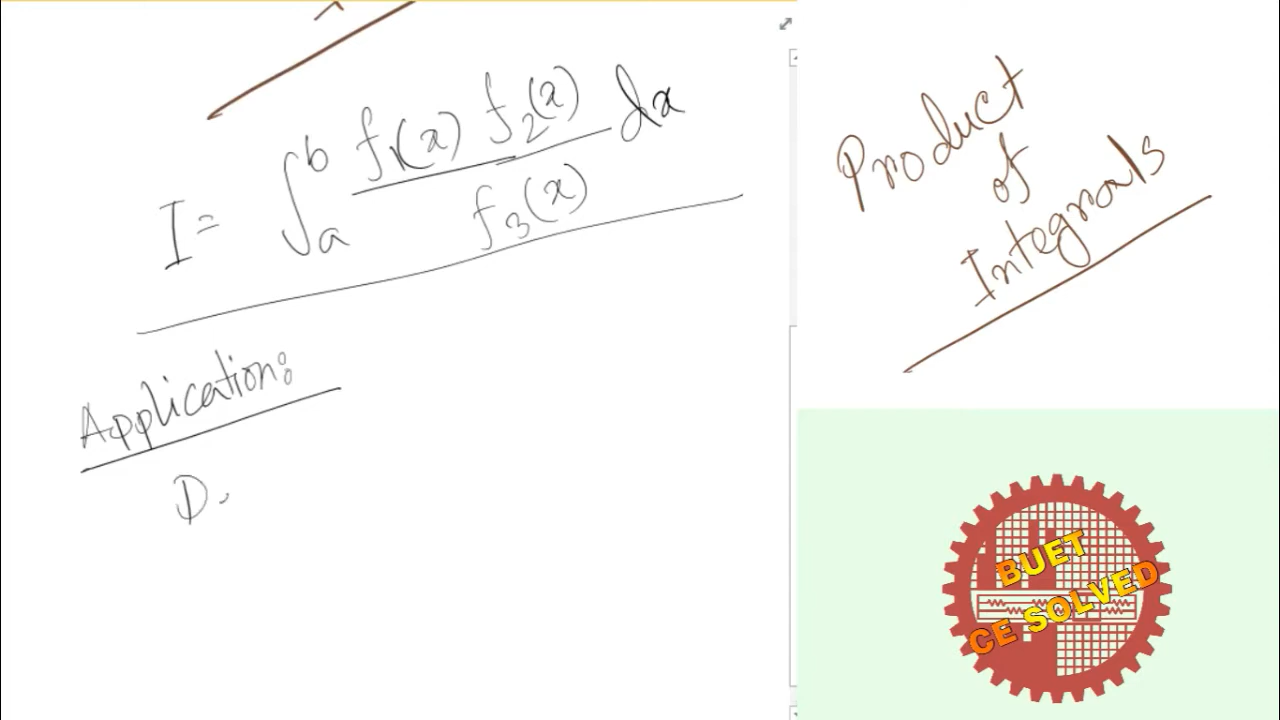 I = ∫_a^b f₁(x) f₂(x) / f₃(x) dx
Application:
D.
Product
of
Integrals
BUET
CE SOLVED